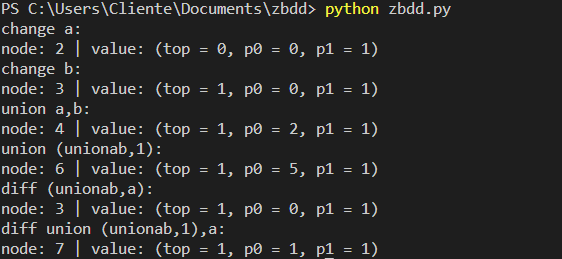 PS C:\Users\Cliente\Documents\zbdd> python zbdd.py
change a:
node: 2 | value: (top = 0, p0 = 0, p1 = 1)
change b:
node: 3 | value: (top = 1, p0 = 0, p1 = 1)
union a,b:
node: 4 | value: (top = 1, p0 = 2, p1 = 1)
union (unionab,1):
node: 6 | value: (top = 1, p0 = 5, p1 = 1)
diff (unionab,a):
node: 3 | value: (top = 1, p0 = 0, p1 = 1)
diff union (unionab,1),a:
node: 7 | value: (top = 1, p0 = 1, p1 = 1)